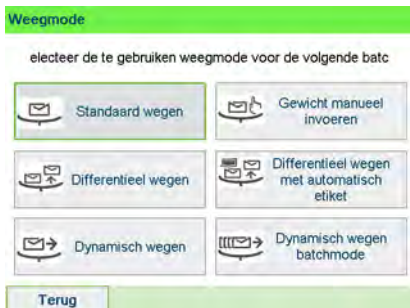 Weegmode
electeer de te gebruiken weegmode voor de volgende batc
Standaard wegen
Gewicht manueel
invoeren
Differentieel wegen
Differentieel wegen
met automatisch
etiket
Dynamisch wegen
Dynamisch wegen
batchmode
Terug